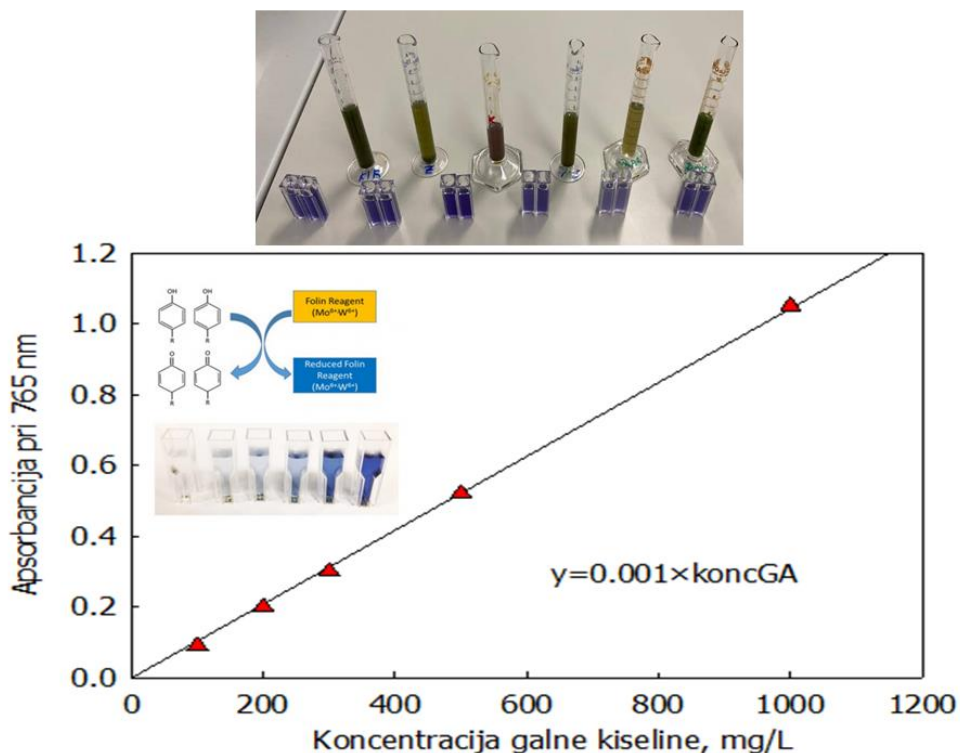 1.2
1.0
0.8
0.6
0.4
0.2
0.0
Apsorbancija pri 765 nm
OH
OH
R
R
O
O
R
R
Folin Reagent
(Mo⁶⁺W⁶⁺)
Reduced Folin
Reagent
y=0.001×koncGA
0
200
400
600
800
1000
1200
Koncentracija galne kiseline, mg/L